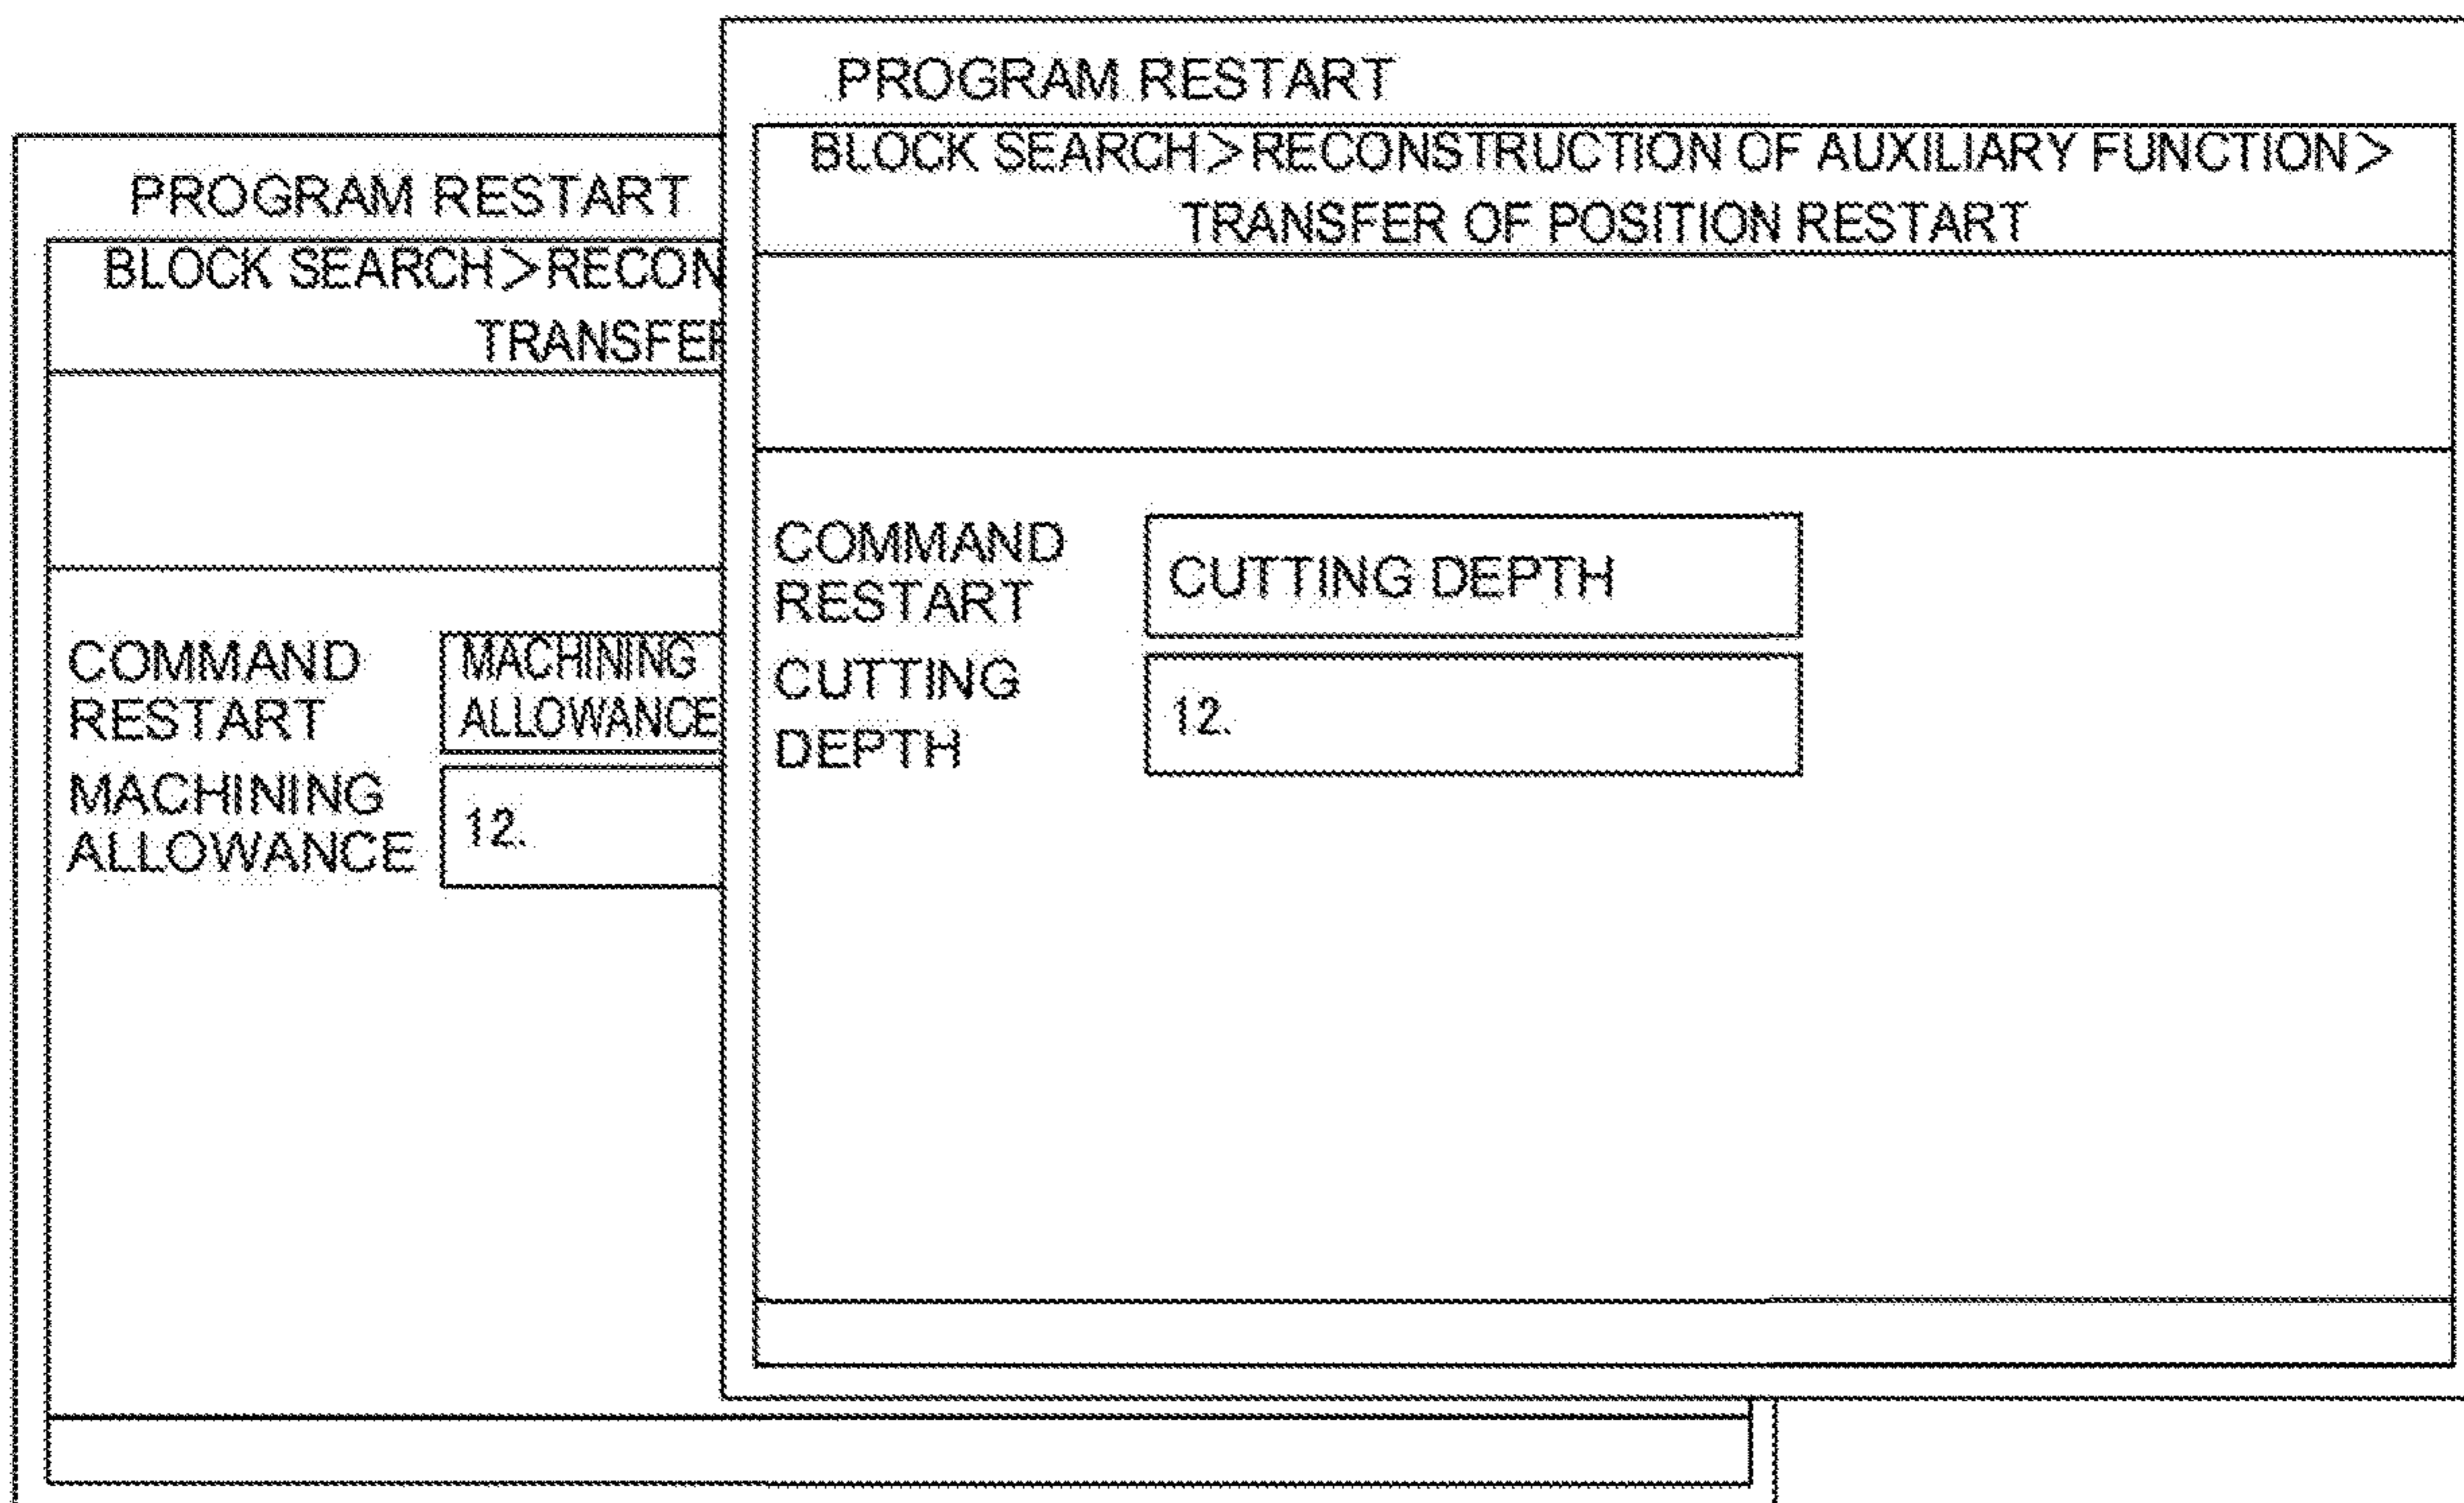 PROGRAM RESTART
BLOCK SEARCH>RECON
TRANSFER
COMMAND
RESTART
MACHINING
ALLOWANCE
MACHINING
ALLOWANCE
12.
PROGRAM RESTART
BLOCK SEARCH>RECONSTRUCTION OF AUXILIARY FUNCTION>
TRANSFER OF POSITION RESTART
COMMAND
RESTART
CUTTING DEPTH
CUTTING
DEPTH
12.